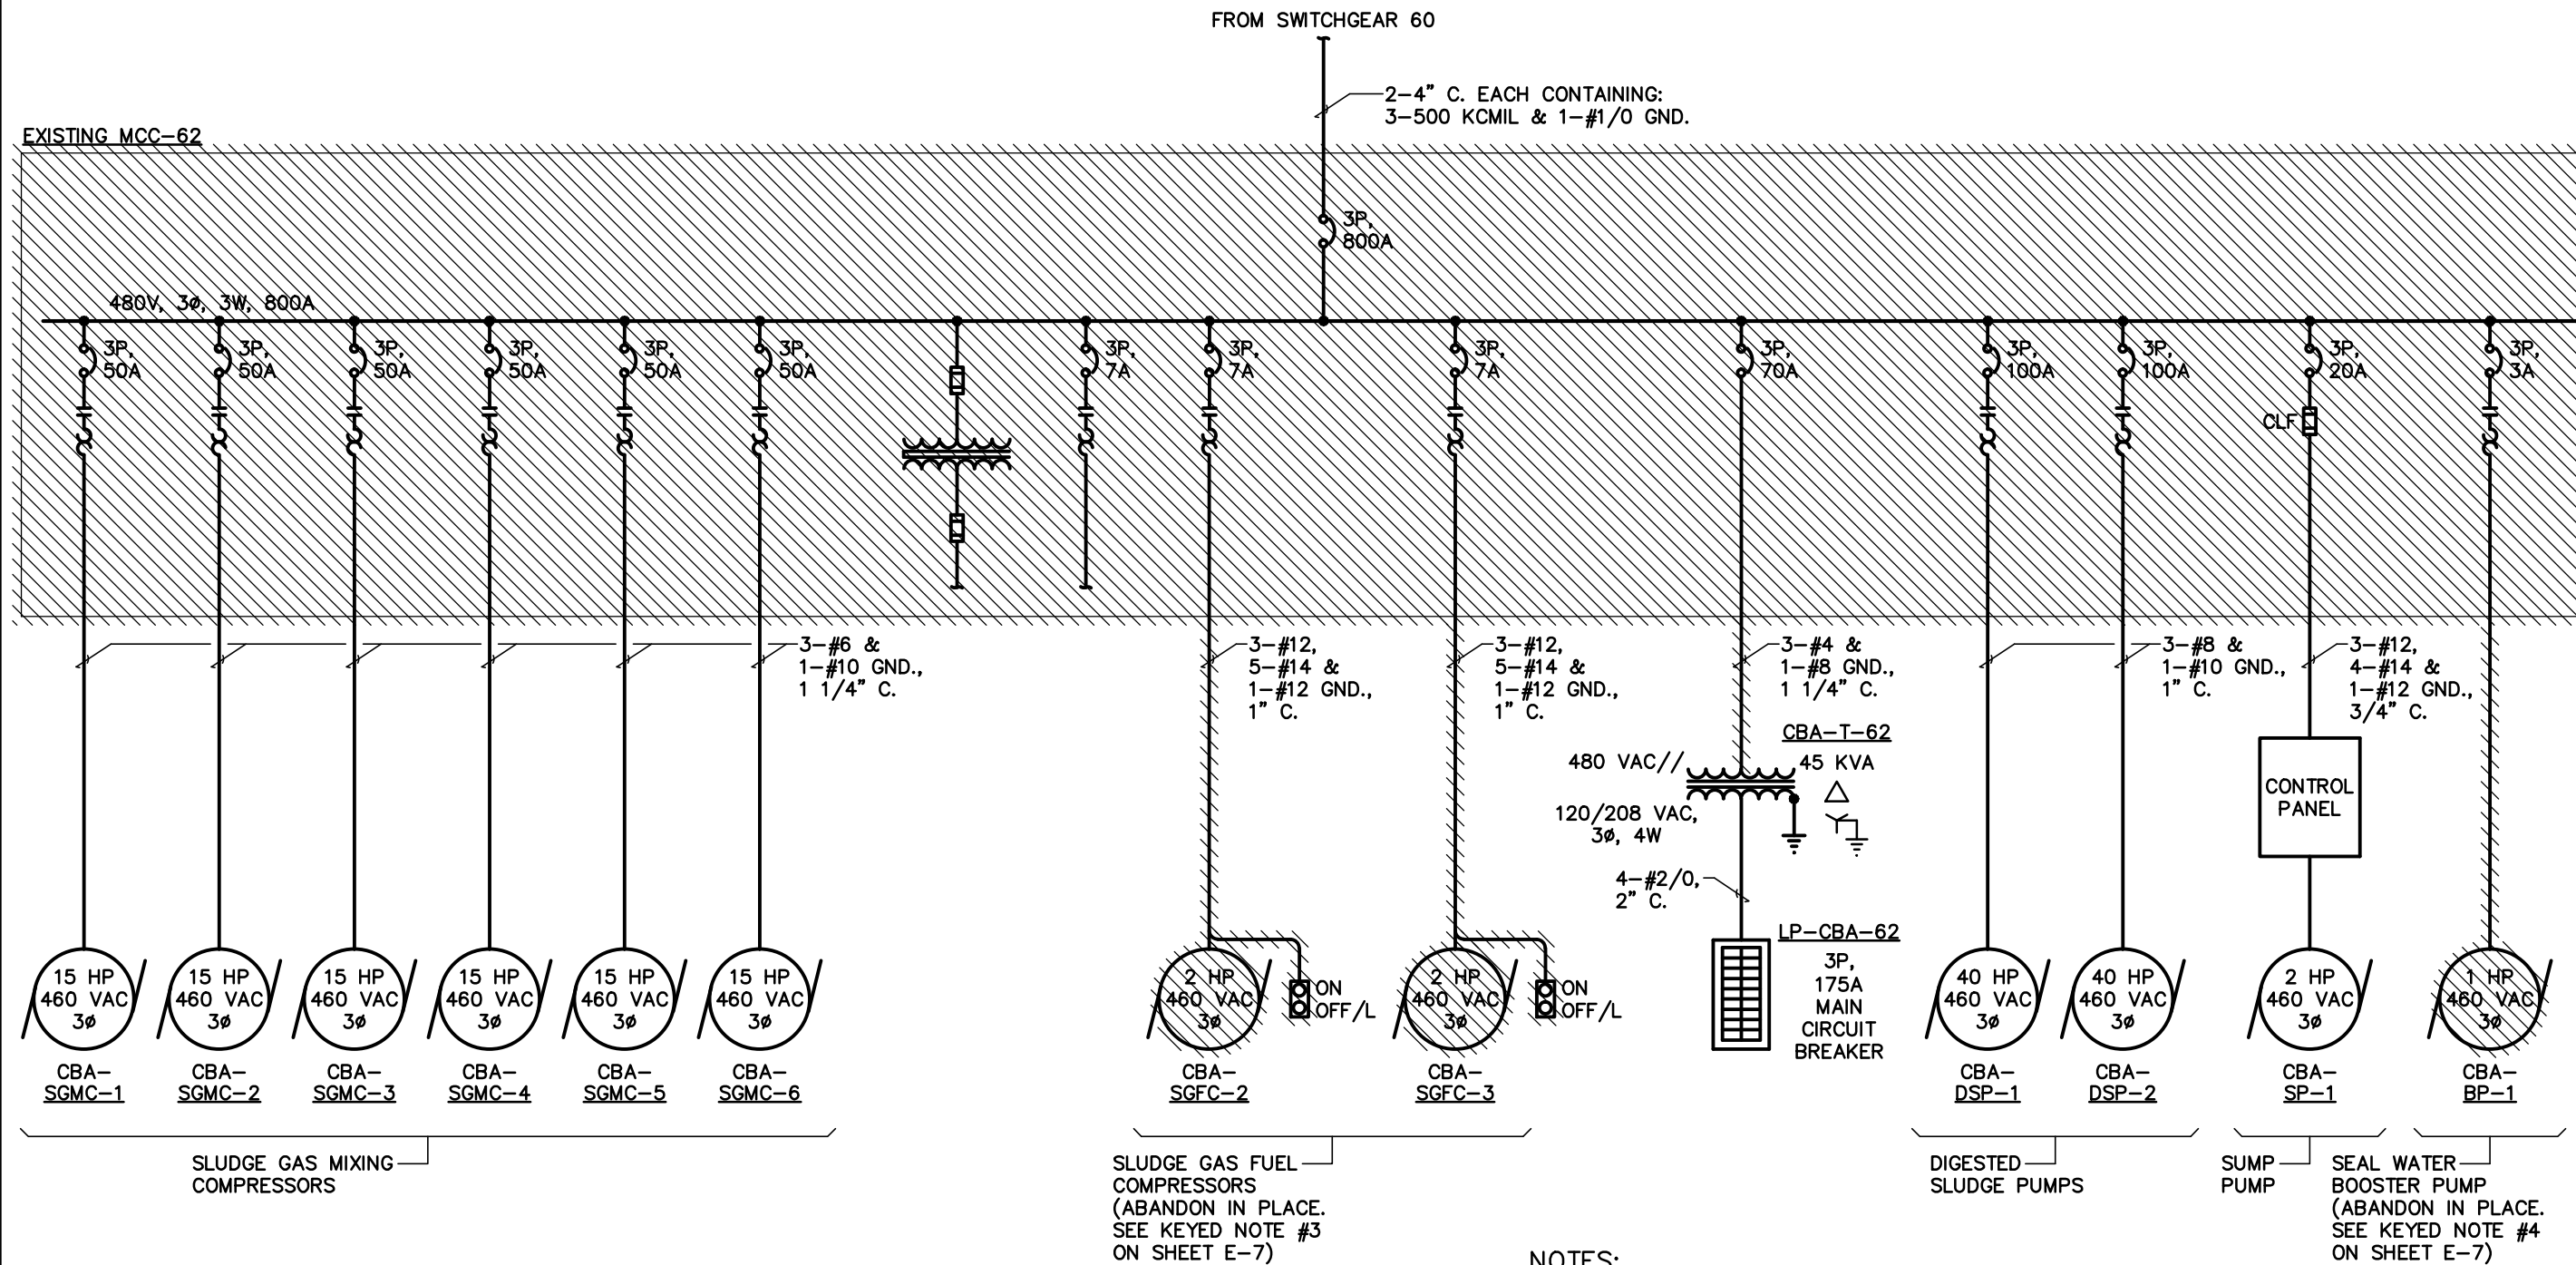 FROM SWITCHGEAR 60
2-4" C. EACH CONTAINING:
3-500 KCMIL & 1-#1/0 GND.
EXISTING MCC-62
3P,
800A
480V, 3ø, 3W, 800A
3P,
50A
3P,
50A
3P,
50A
3P,
50A
3P,
50A
3P,
50A
3P,
7A
3P,
7A
3P,
7A
3P,
70A
3P,
100A
3P,
100A
3P,
20A
3P,
3A
CLF
3-#6 &
1-#10 GND.,
1 1/4" C.
3-#12,
5-#14 &
1-#12 GND.,
1" C.
3-#12,
5-#14 &
1-#12 GND.,
1" C.
3-#4 &
1-#8 GND.,
1 1/4" C.
3-#8 &
1-#10 GND.,
1" C.
3-#12,
4-#14 &
1-#12 GND.,
3/4" C.
CBA-T-62
480 VAC//
45 KVA
120/208 VAC,
3ø, 4W
CONTROL
PANEL
4-#2/0,
2" C.
LP-CBA-62
3P,
175A
MAIN
CIRCUIT
BREAKER
15 HP
460 VAC
3ø
15 HP
460 VAC
3ø
15 HP
460 VAC
3ø
15 HP
460 VAC
3ø
15 HP
460 VAC
3ø
15 HP
460 VAC
3ø
2 HP
460 VAC
3ø
ON
OFF/L
2 HP
460 VAC
3ø
ON
OFF/L
40 HP
460 VAC
3ø
40 HP
460 VAC
3ø
2 HP
460 VAC
3ø
1 HP
460 VAC
3ø
CBA-
SGMC-1
CBA-
SGMC-2
CBA-
SGMC-3
CBA-
SGMC-4
CBA-
SGMC-5
CBA-
SGMC-6
CBA-
SGFC-2
CBA-
SGFC-3
CBA-
DSP-1
CBA-
DSP-2
CBA-
SP-1
CBA-
BP-1
SLUDGE GAS MIXING
COMPRESSORS
SLUDGE GAS FUEL
COMPRESSORS
(ABANDON IN PLACE.
SEE KEYED NOTE #3
ON SHEET E-7)
DIGESTED
SLUDGE PUMPS
SUMP
PUMP
SEAL WATER
BOOSTER PUMP
(ABANDON IN PLACE.
SEE KEYED NOTE #4
ON SHEET E-7)
NOTES: